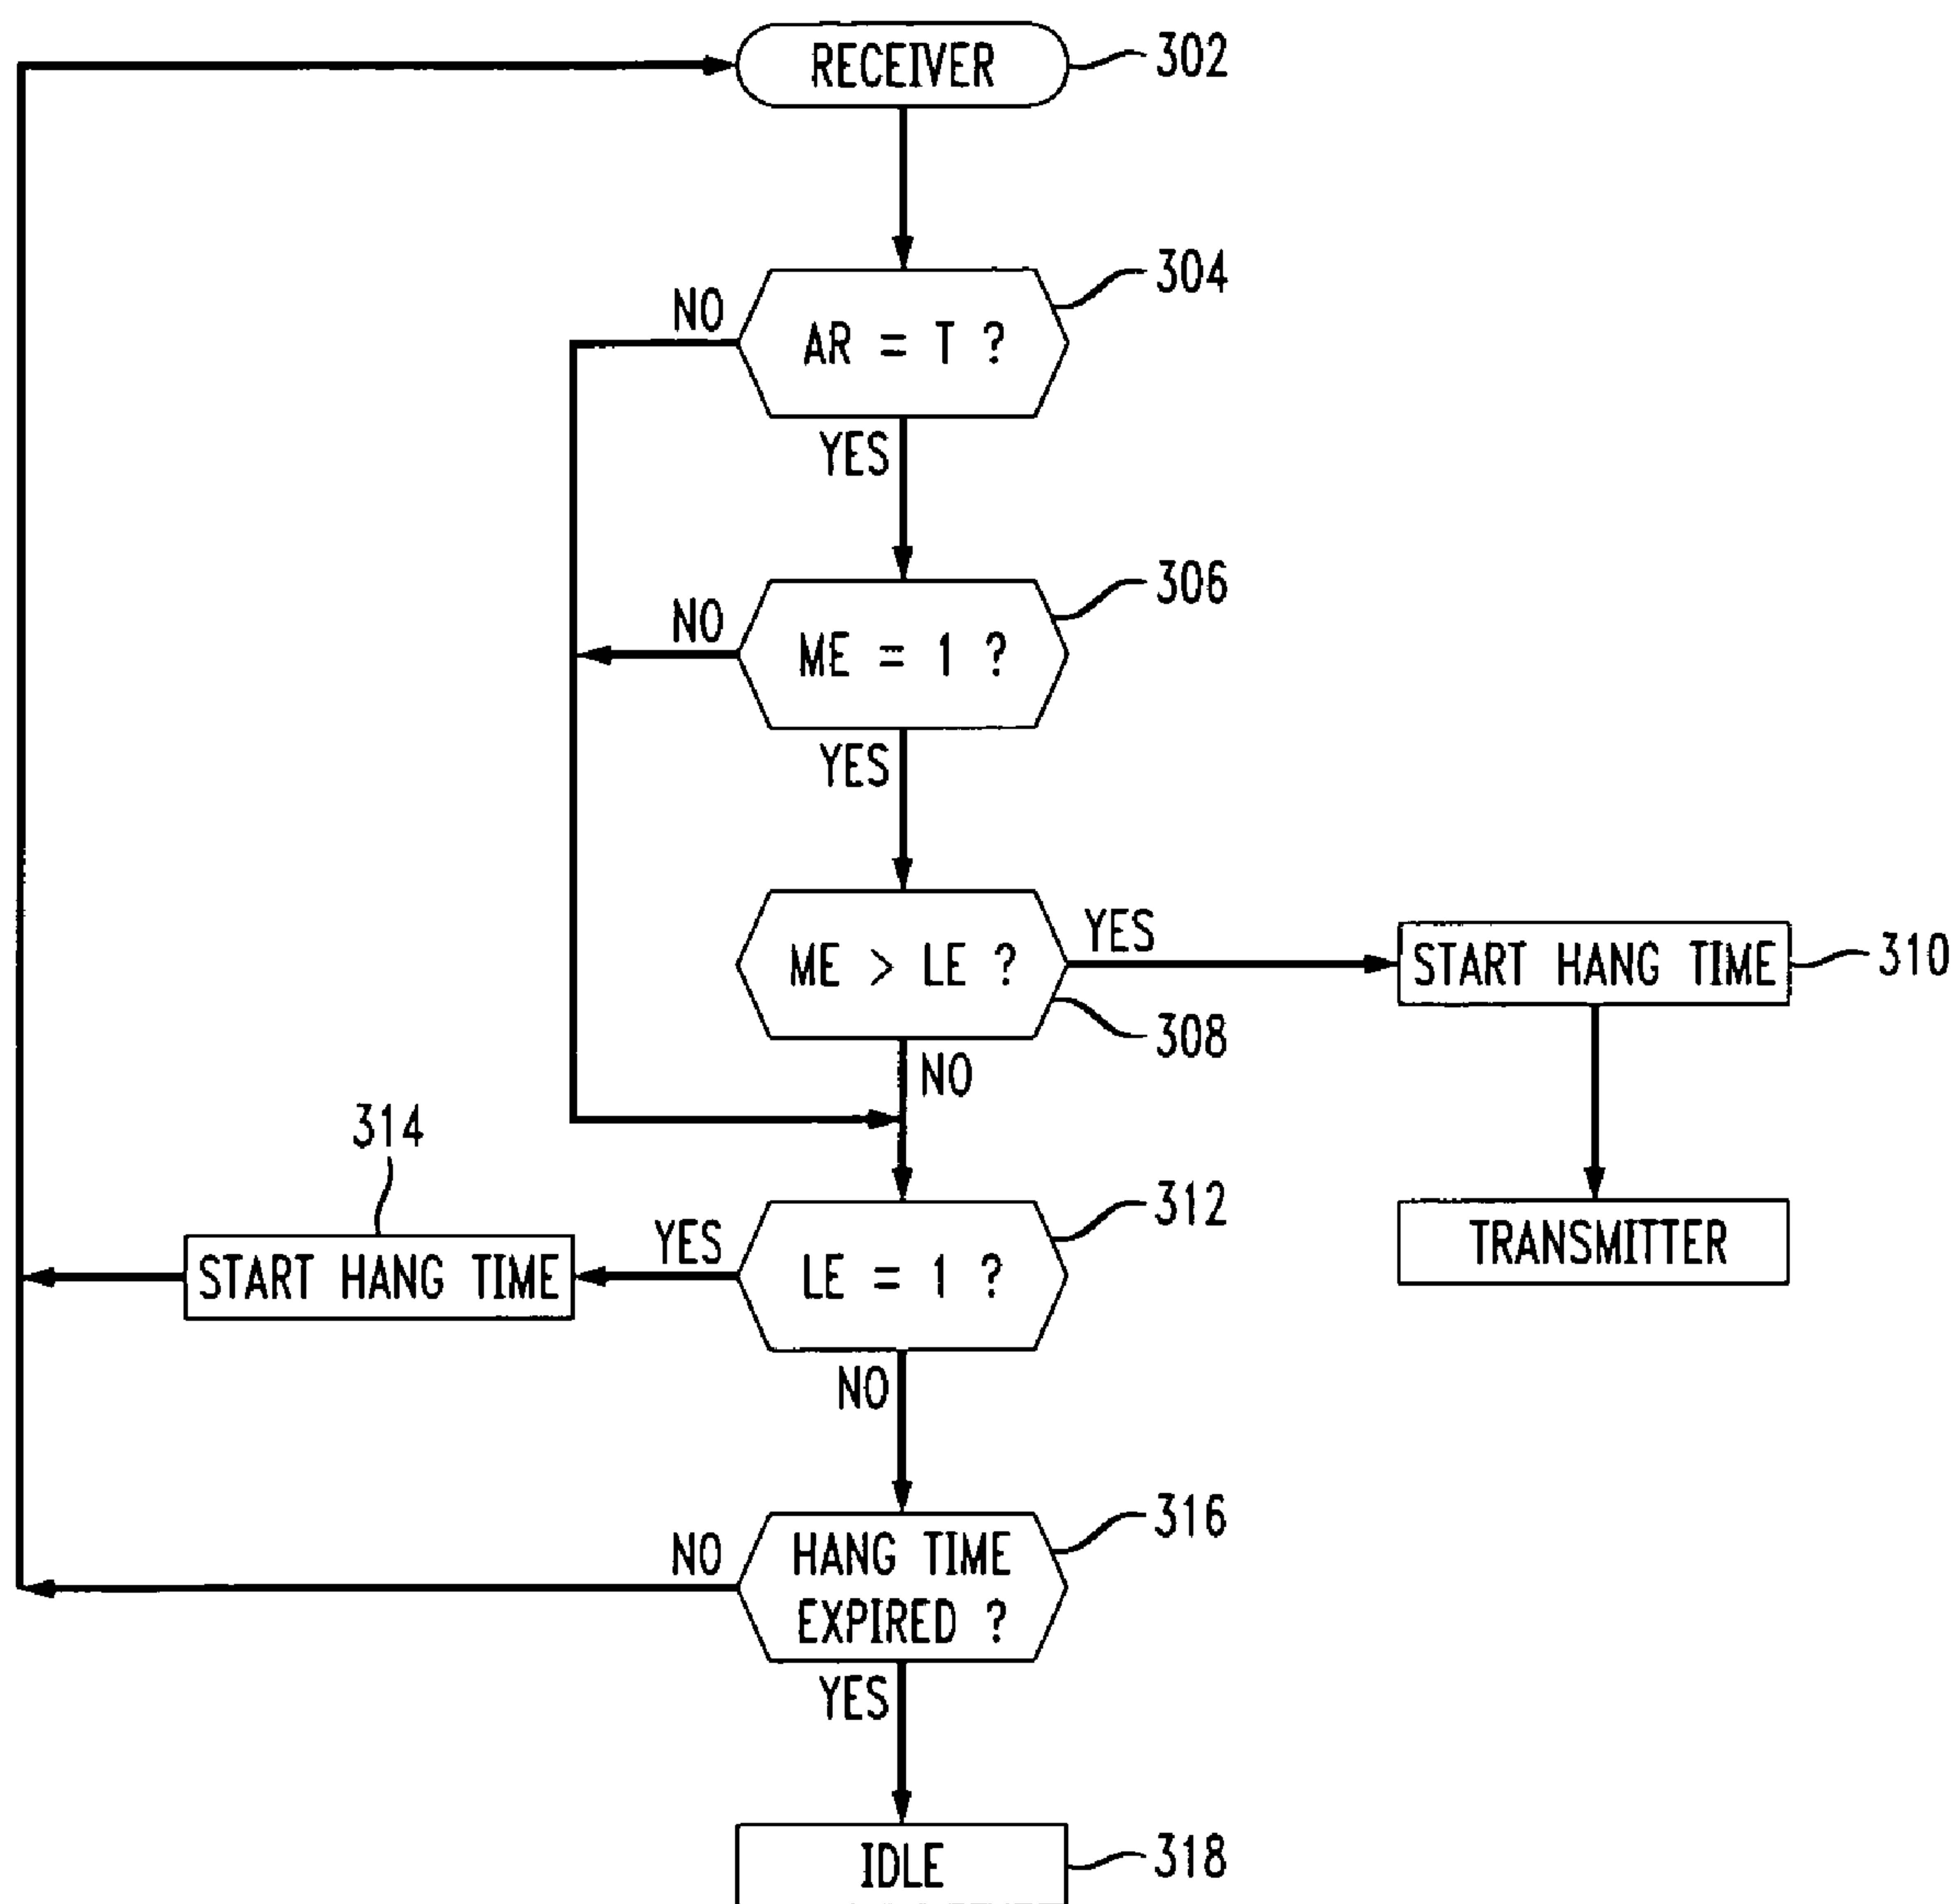 RECEIVER
302
304
NO
AR = T ?
YES
306
NO
ME = 1 ?
YES
ME > LE ?
YES
START HANG TIME
310
308
NO
314
312
START HANG TIME
YES
LE = 1 ?
TRANSMITTER
NO
316
NO
HANG TIME
EXPIRED ?
YES
IDLE
318